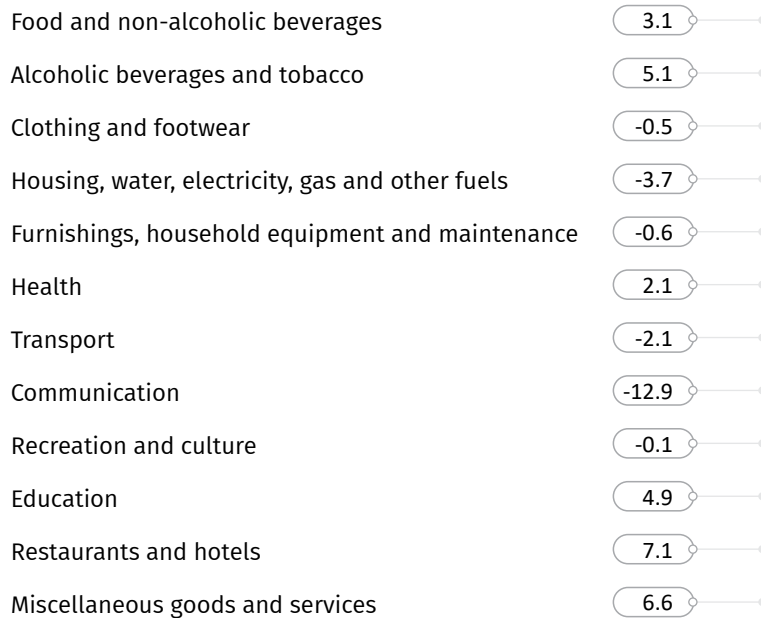 Food and non-alcoholic beverages 3.1
Alcoholic beverages and tobacco 5.1
Clothing and footwear -0.5
Housing, water, electricity, gas and other fuels -3.7
Furnishings, household equipment and maintenance -0.6
Health 2.1
Transport -2.1
Communication -12.9
Recreation and culture -0.1
Education 4.9
Restaurants and hotels 7.1
Miscellaneous goods and services 6.6